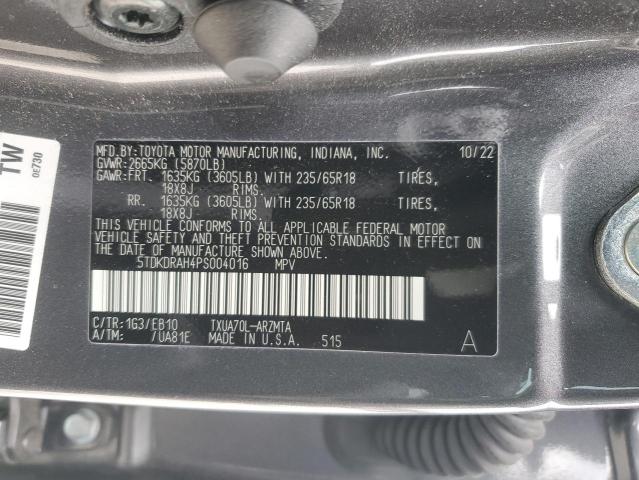 MFD.BY:TOYOTA MOTOR MANUFACTURING, INDIANA, INC. 10/22
GVWR:2665KG (5870LB)
GAWR:FRT. 1635KG (3605LB) WITH 235/65R18 TIRES,
18X8J RIMS.
RR. 1635KG (3605LB) WITH 235/65R18 TIRES,
18X8J RIMS.
THIS VEHICLE CONFORMS TO ALL APPLICABLE FEDERAL MOTOR
VEHICLE SAFETY AND THEFT PREVENTION STANDARDS IN EFFECT ON
THE DATE OF MANUFACTURE SHOWN ABOVE.
5TDKDRAH4PS004016 MPV
C/TR:1G3/EB10 TXUA70L-ARZMTA
A/TM: /UA81E MADE IN U.S.A. 515 A
TW
0E730